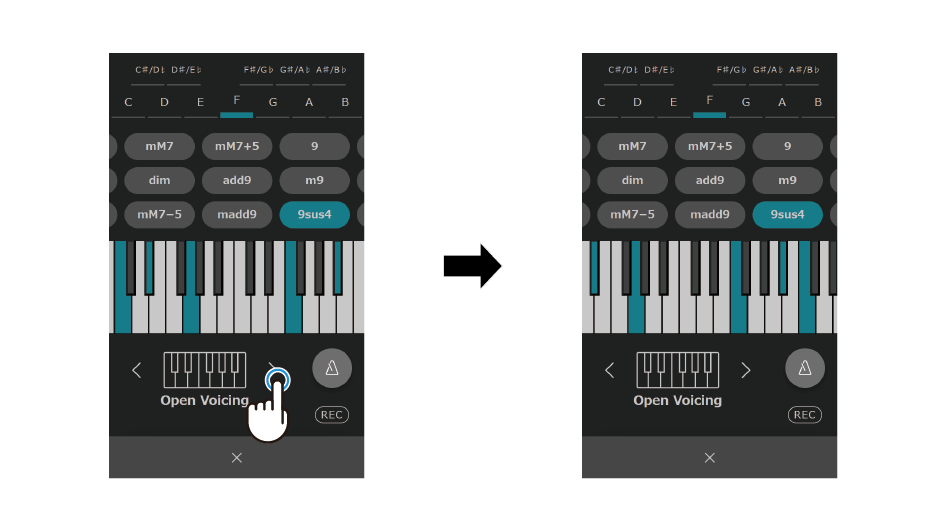 C♯/D♭ D♯/E♭ F♯/G♭ G♯/A♭ A♯/B♭
C D E F G A B
mM7 mM7+5 9
dim add9 m9
mM7−5 madd9 9sus4
Open Voicing
REC
C♯/D♭ D♯/E♭ F♯/G♭ G♯/A♭ A♯/B♭
C D E F G A B
mM7 mM7+5 9
dim add9 m9
mM7−5 madd9 9sus4
Open Voicing
REC